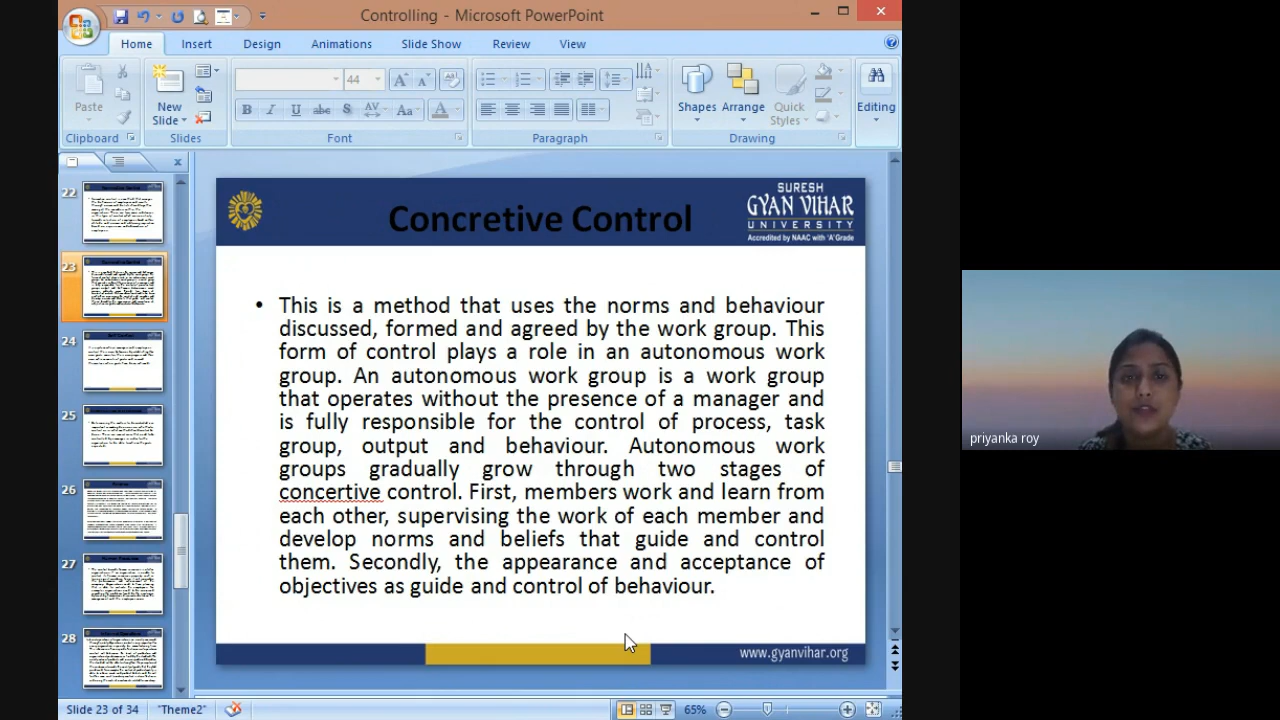 Controlling - Microsoft PowerPoint
Home Insert Design Animations Slide Show Review View
Paste
New Slide
44
B I U abc S AV Aa A
Shapes Arrange Quick Styles
Editing
Clipboard Slides Font Paragraph Drawing
22
23
24
25
26
27
28
Concretive Control
SURESH
GYAN VIHAR
UNIVERSITY
Accredited by NAAC with 'A' Grade
• This is a method that uses the norms and behaviour
discussed, formed and agreed by the work group. This
form of control plays a role in an autonomous work
group. An autonomous work group is a work group
that operates without the presence of a manager and
is fully responsible for the control of process, task
group, output and behaviour. Autonomous work
groups gradually grow through two stages of
concertive control. First, members work and learn from
each other, supervising the work of each member and
develop norms and beliefs that guide and control
them. Secondly, the appearance and acceptance of
objectives as guide and control of behaviour.
www.gyanvihar.org
priyanka roy
Slide 23 of 34 "Theme2" 65%